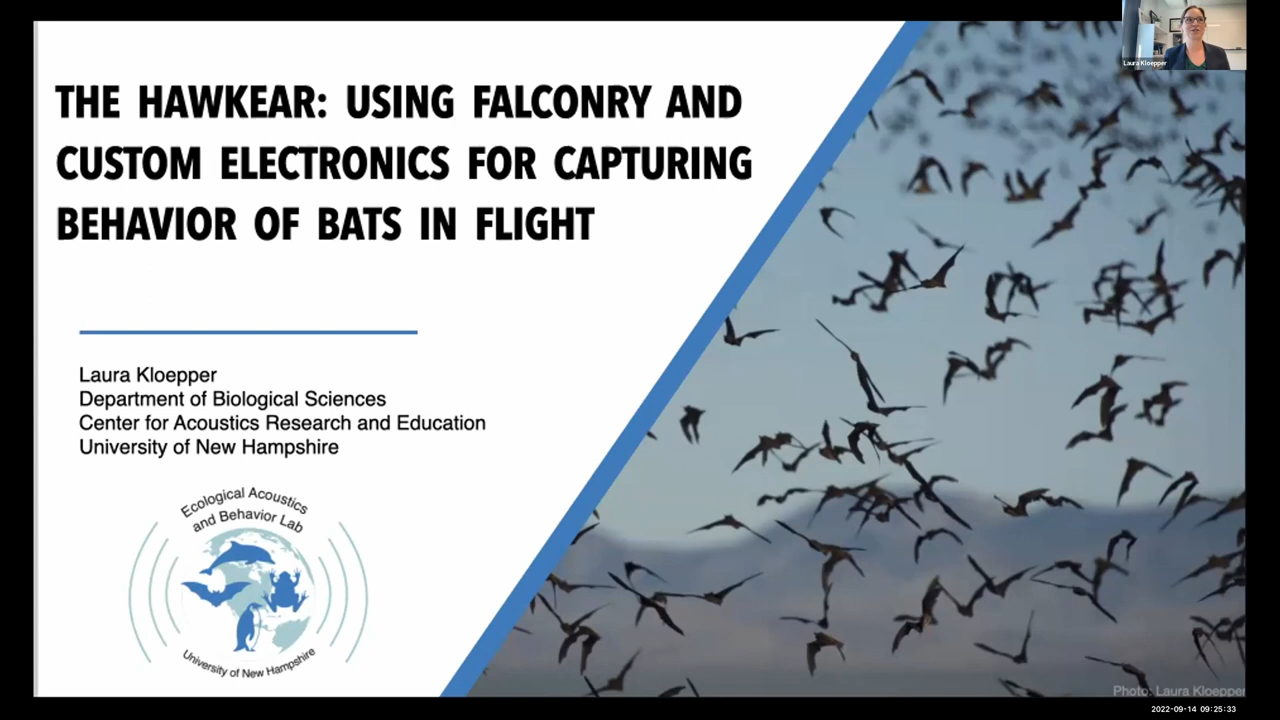 Laura Kloepper
THE HAWKEAR: USING FALCONRY AND
CUSTOM ELECTRONICS FOR CAPTURING
BEHAVIOR OF BATS IN FLIGHT
Laura Kloepper
Department of Biological Sciences
Center for Acoustics Research and Education
University of New Hampshire
Ecological Acoustics
and Behavior Lab
University of New Hampshire
Photo: Laura Kloepper
2022-09-14 09:25:33